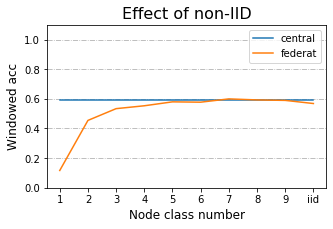 Effect of non-IID
central
federat
1.0
0.8
0.6
0.4
0.2
0.0
Windowed acc
1 2 3 4 5 6 7 8 9 iid
Node class number